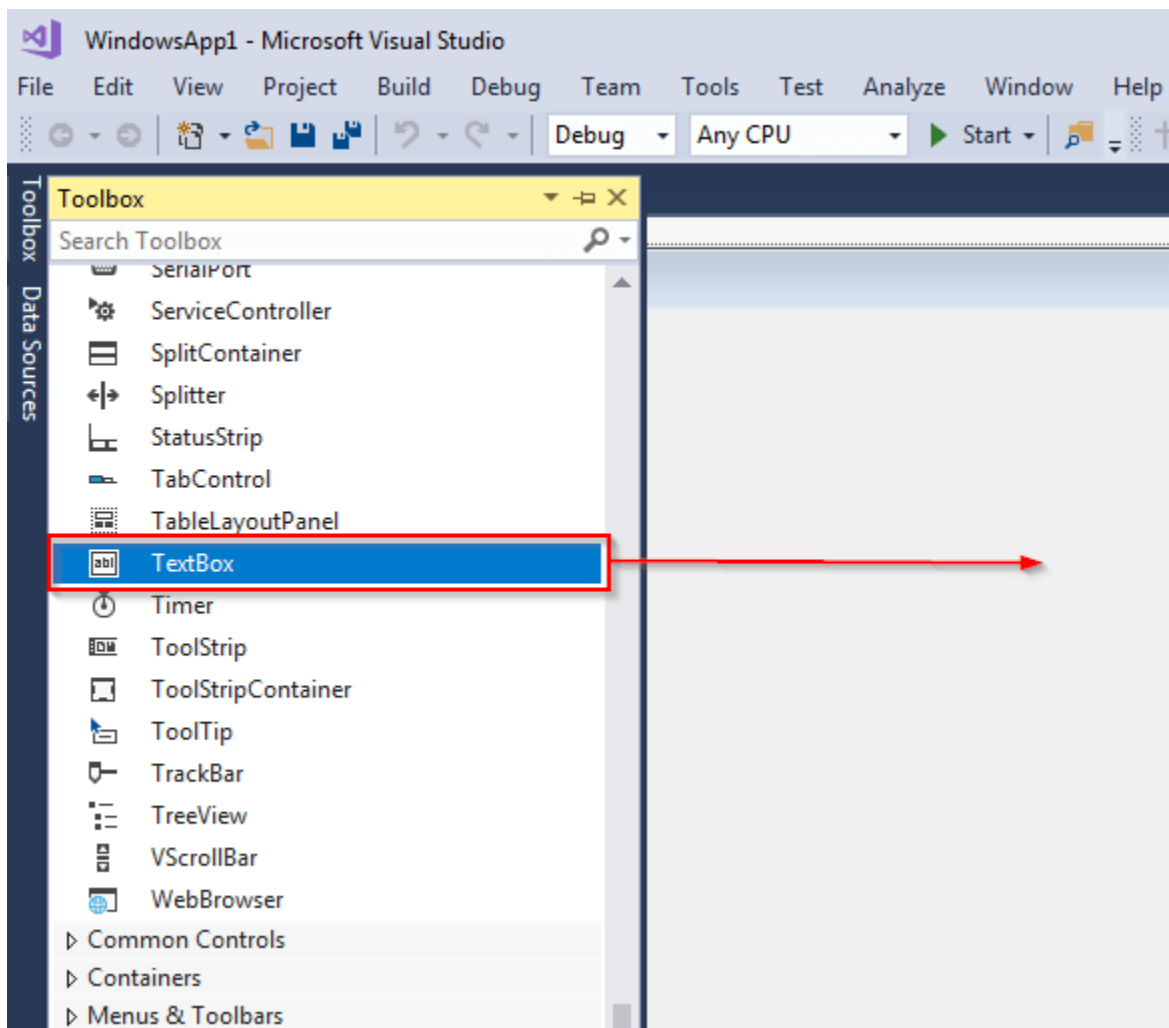 WindowsApp1 - Microsoft Visual Studio
File Edit View Project Build Debug Team Tools Test Analyze Window Help
Debug Any CPU Start
Toolbox
Data Sources
Toolbox
Search Toolbox
SerialPort
ServiceController
SplitContainer
Splitter
StatusStrip
TabControl
TableLayoutPanel
abl TextBox
Timer
ToolStrip
ToolStripContainer
ToolTip
TrackBar
TreeView
VScrollBar
WebBrowser
Common Controls
Containers
Menus & Toolbars